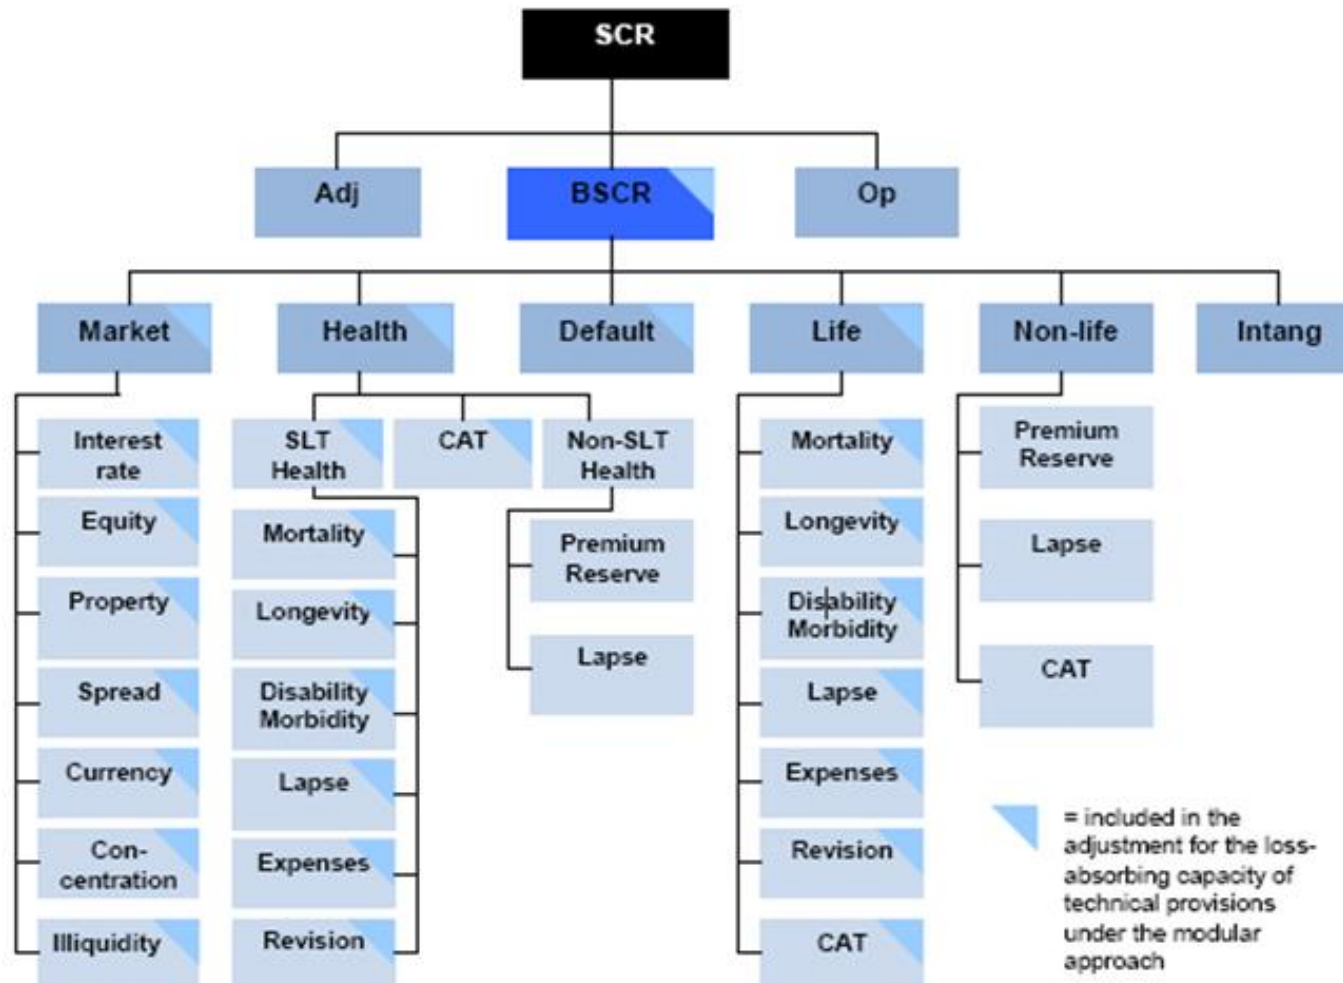 SCR
Adj
BSCR
Op
Market
Health
Default
Life
Non-life
Intang
Interest
rate
Equity
Property
Spread
Currency
Con-
centration
Illiquidity
SLT
Health
CAT
Non-SLT
Health
Mortality
Longevity
Disability
Morbidity
Lapse
Expenses
Revision
Premium
Reserve
Lapse
Mortality
Longevity
Disability
Morbidity
Lapse
Expenses
Revision
CAT
Premium
Reserve
Lapse
CAT
= included in the
adjustment for the loss-
absorbing capacity of
technical provisions
under the modular
approach